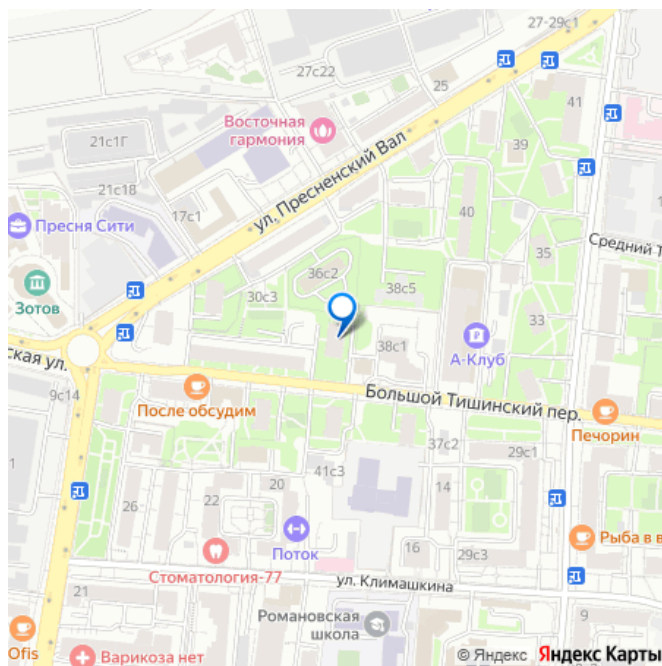 27-29с1
27с22
25
41
Восточная
гармония
21с1Г
39
ул. Пресненский Вал
21с18
17с1
40
Пресня Сити
35
Средний Т
Зотов
36с2
38с5
30с3
33
38с1
А-Клуб
ская ул.
9с14
Большой Тишинский пер.
После обсудим
Печорин
37с2
29с1
41с3
1
20
14
22
26
Поток
16
29с3
Рыба в в
Стоматология-77
ул. Климашкина
21
9
Романовская
школа
Ofis
Варикоза нет
© Яндекс Яндекс Карты